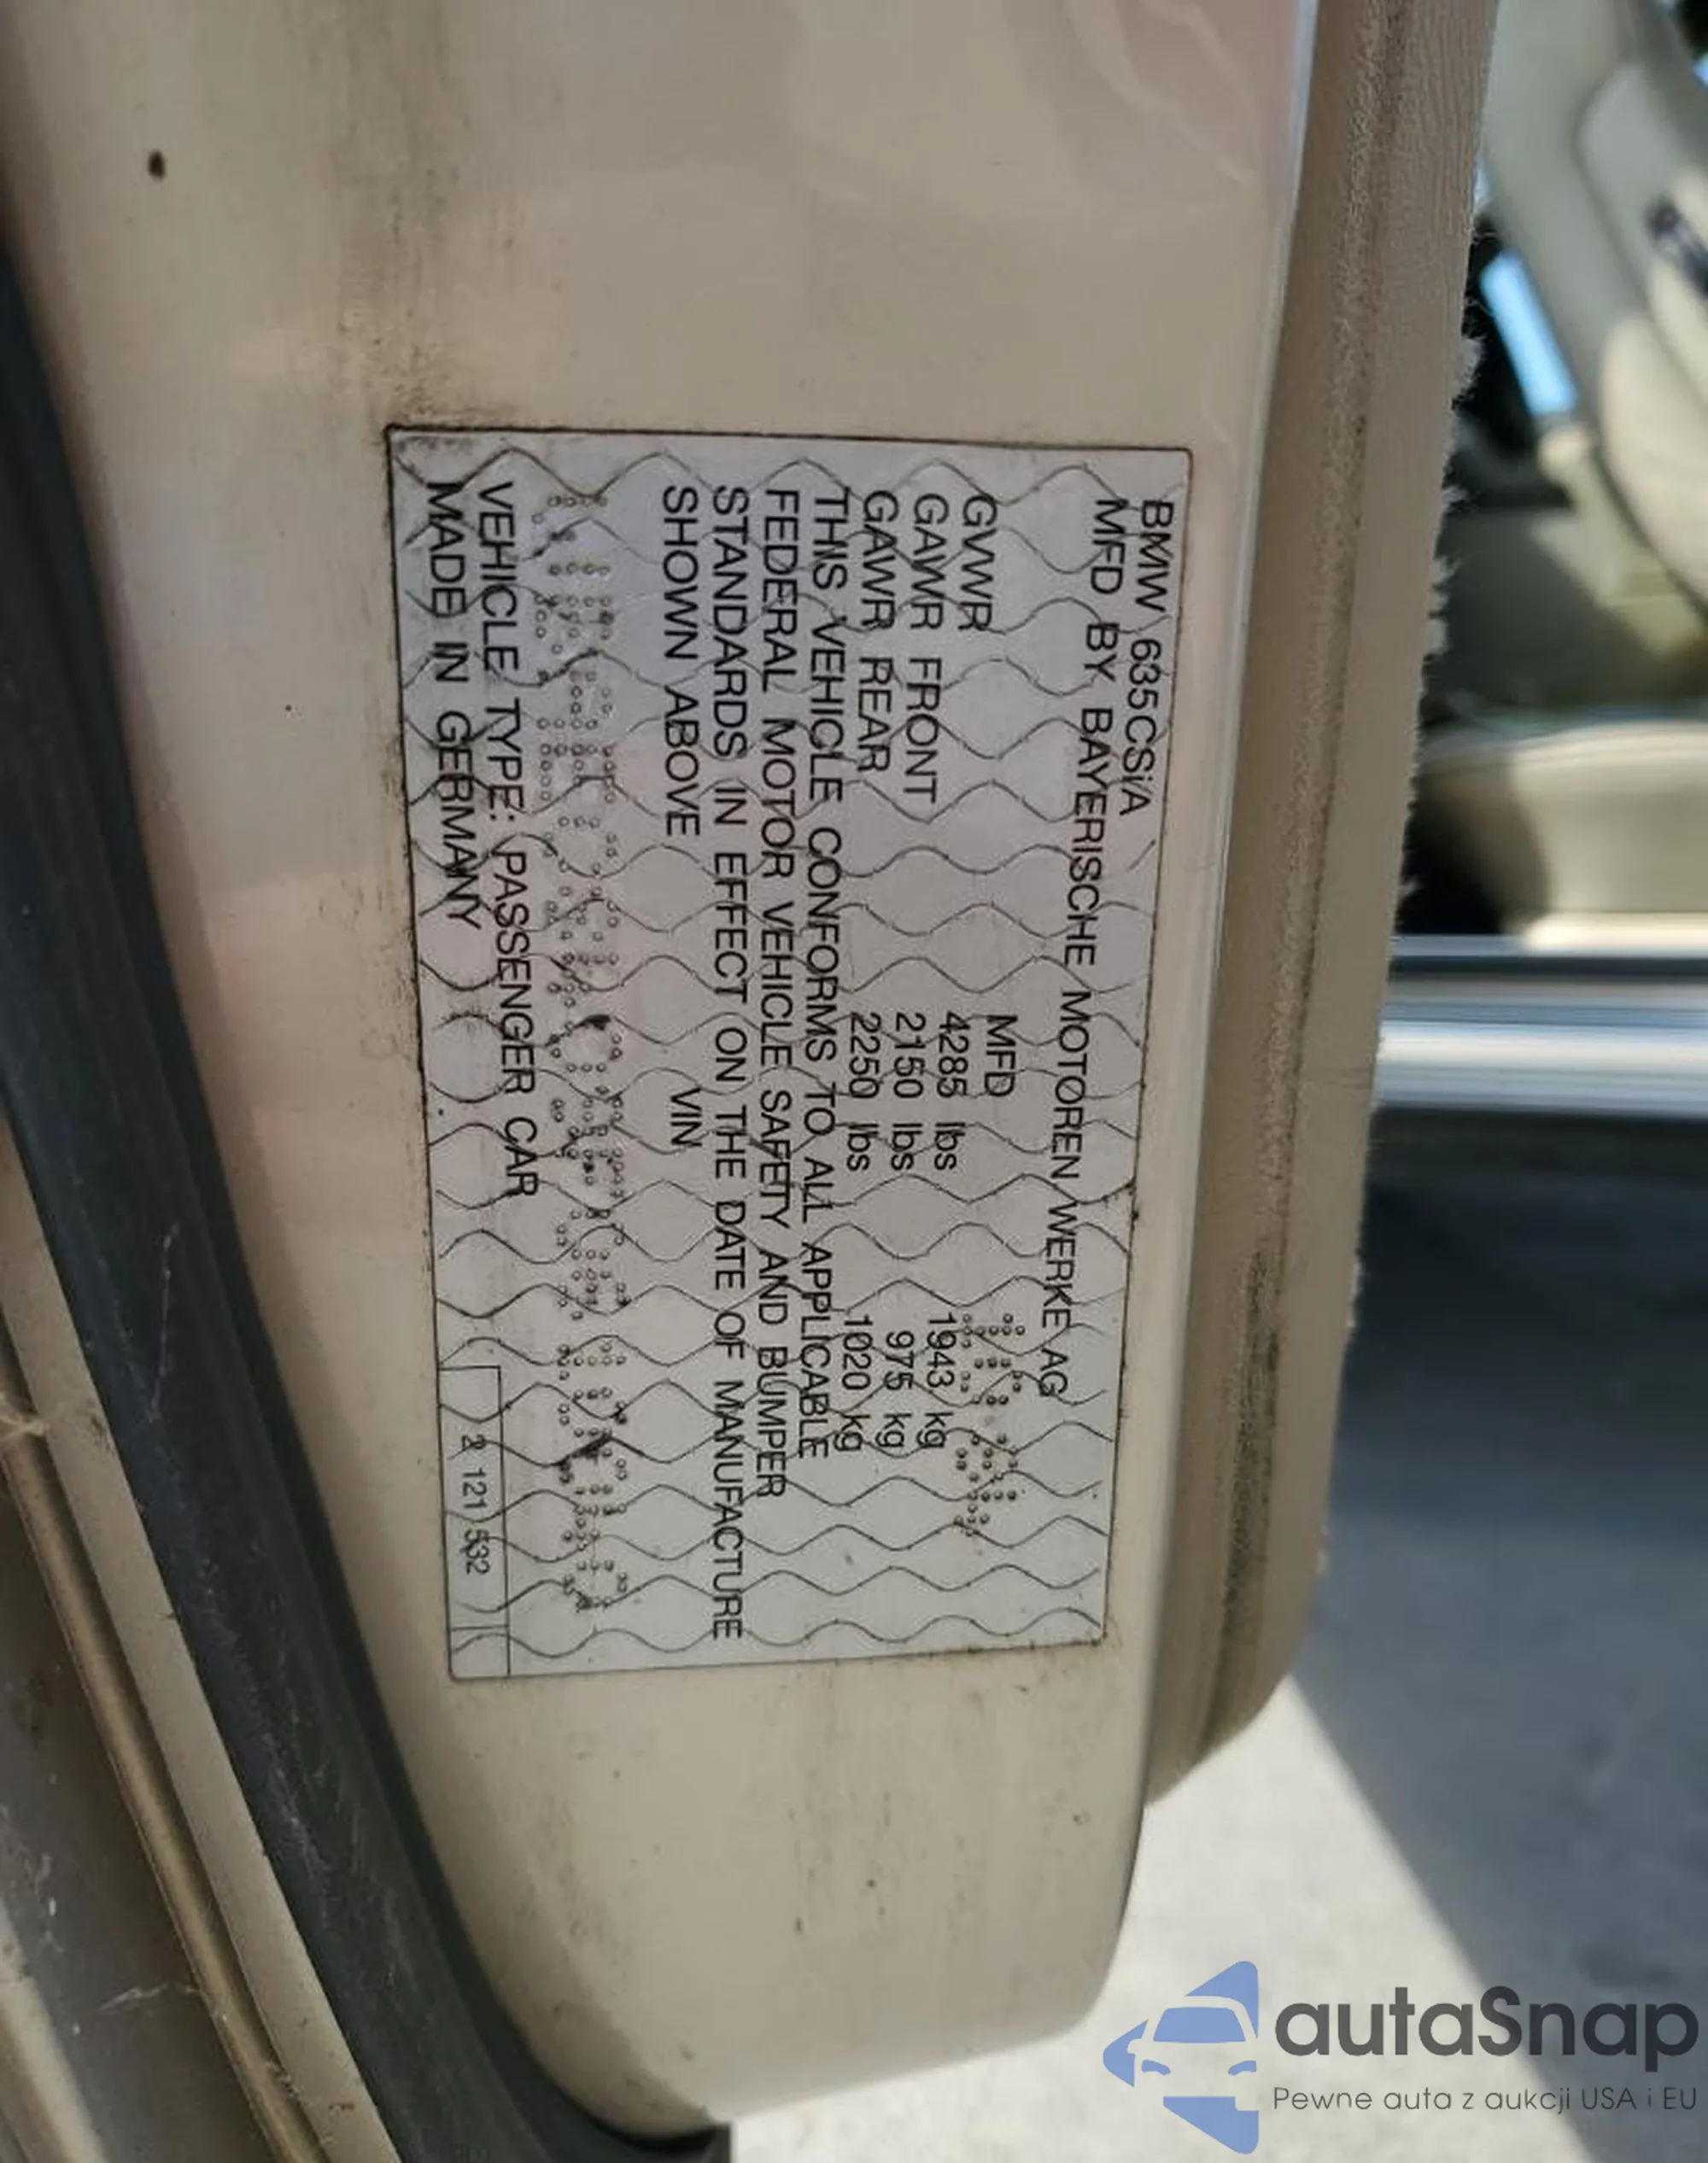 BMW 635CSiA
MFD BY BAYERISCHE MOTOREN WERKE AG
MFD
GVWR 4285 lbs 1943 kg
GAWR FRONT 2150 lbs 975 kg
GAWR REAR 2250 lbs 1020 kg
THIS VEHICLE CONFORMS TO ALL APPLICABLE
FEDERAL MOTOR VEHICLE SAFETY AND BUMPER
STANDARDS IN EFFECT ON THE DATE OF MANUFACTURE
SHOWN ABOVE VIN
VEHICLE TYPE: PASSENGER CAR
MADE IN GERMANY
2 121 532
autaSnap
Pewne auta z aukcji USA i EU